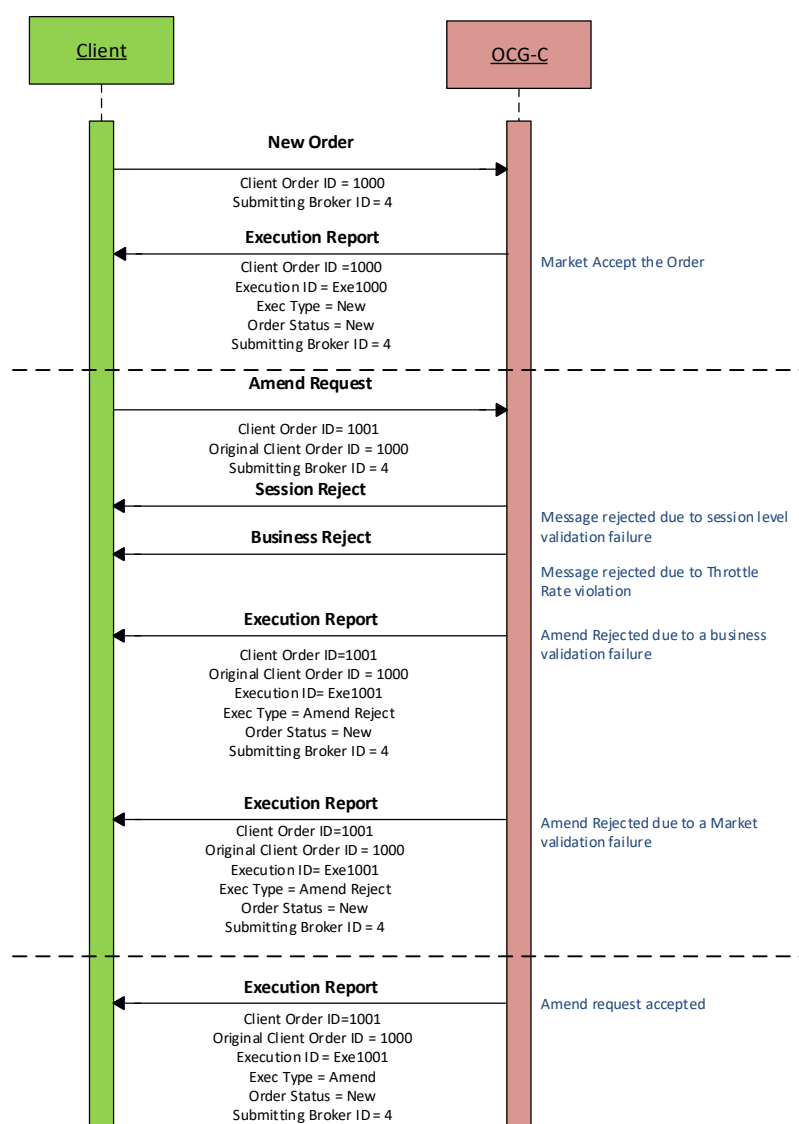 Client
OCG-C
New Order
Client Order ID = 1000
Submitting Broker ID = 4
Execution Report
Market Accept the Order
Client Order ID =1000
Execution ID = Exe1000
Exec Type = New
Order Status = New
Submitting Broker ID = 4
Amend Request
Client Order ID= 1001
Original Client Order ID = 1000
Submitting Broker ID = 4
Session Reject
Message rejected due to session level
validation failure
Business Reject
Message rejected due to Throttle
Rate violation
Execution Report
Amend Rejected due to a business
validation failure
Client Order ID=1001
Original Client Order ID = 1000
Execution ID= Exe1001
Exec Type = Amend Reject
Order Status = New
Submitting Broker ID = 4
Execution Report
Amend Rejected due to a Market
validation failure
Client Order ID=1001
Original Client Order ID = 1000
Execution ID= Exe1001
Exec Type = Amend Reject
Order Status = New
Submitting Broker ID = 4
Execution Report
Amend request accepted
Client Order ID=1001
Original Client Order ID = 1000
Execution ID = Exe1001
Exec Type = Amend
Order Status = New
Submitting Broker ID = 4